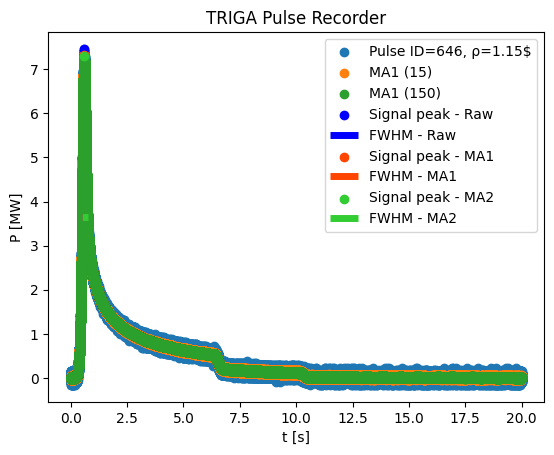 TRIGA Pulse Recorder
Pulse ID=646, ρ=1.15$
MA1 (15)
MA1 (150)
Signal peak - Raw
FWHM - Raw
Signal peak - MA1
FWHM - MA1
Signal peak - MA2
FWHM - MA2
P [MW]
7
6
5
4
3
2
1
0
0.0 2.5 5.0 7.5 10.0 12.5 15.0 17.5 20.0
t [s]